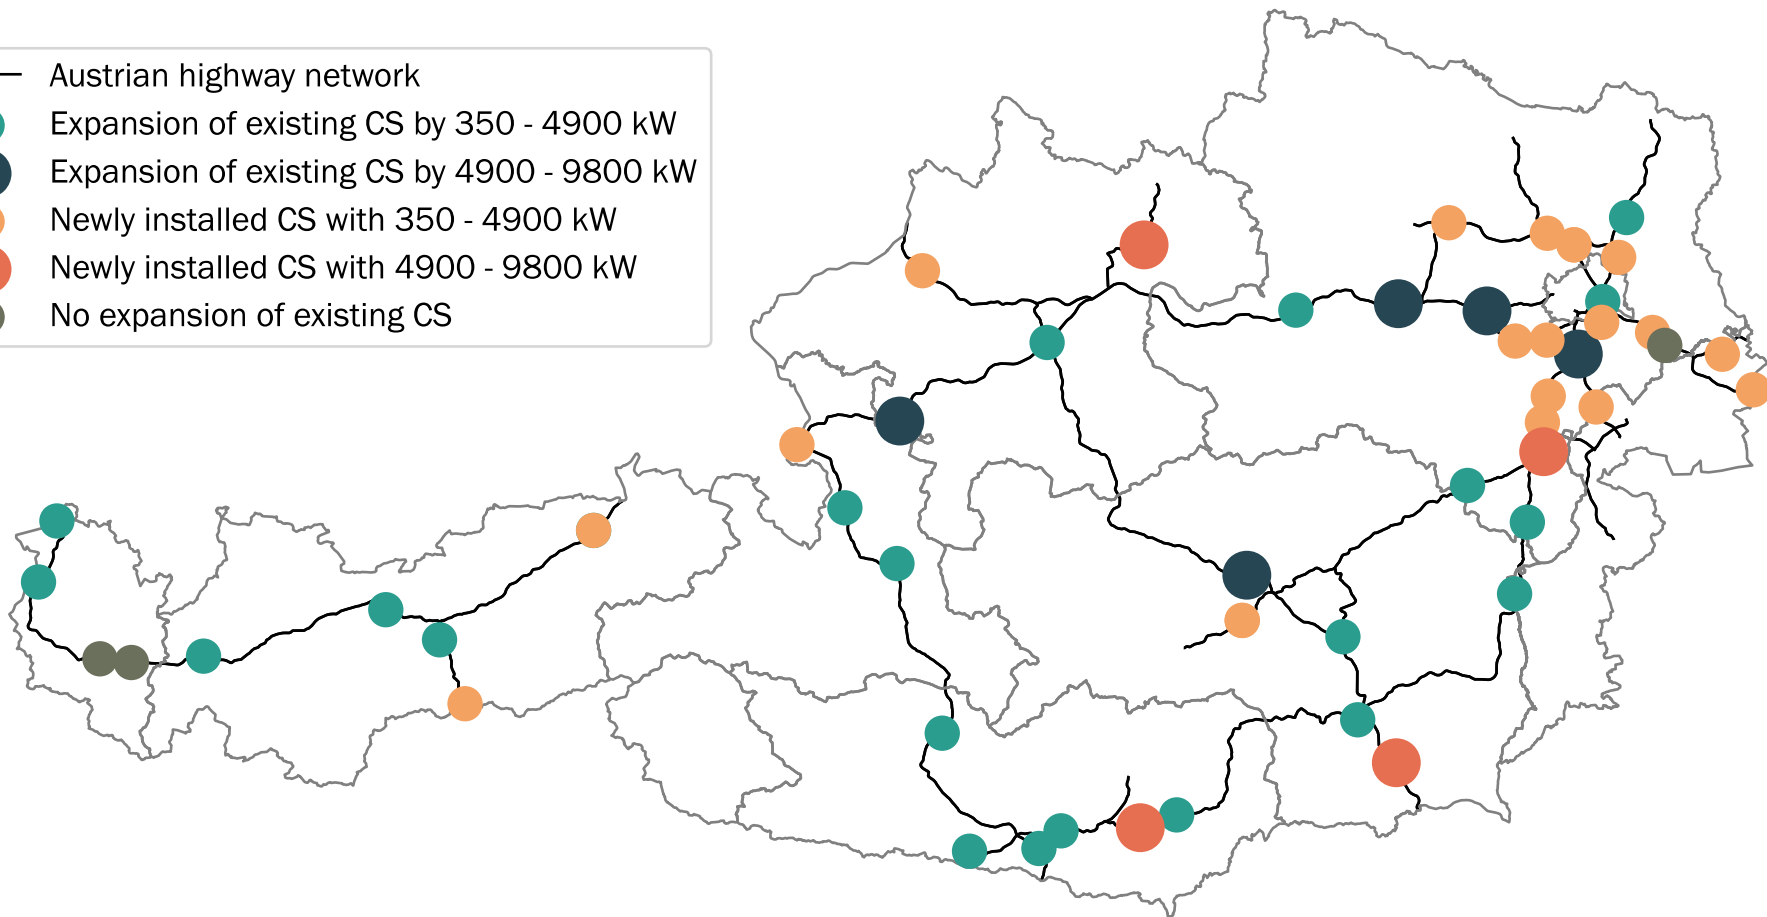 Austrian highway network
Expansion of existing CS by 350 - 4900 kW
Expansion of existing CS by 4900 - 9800 kW
Newly installed CS with 350 - 4900 kW
Newly installed CS with 4900 - 9800 kW
No expansion of existing CS